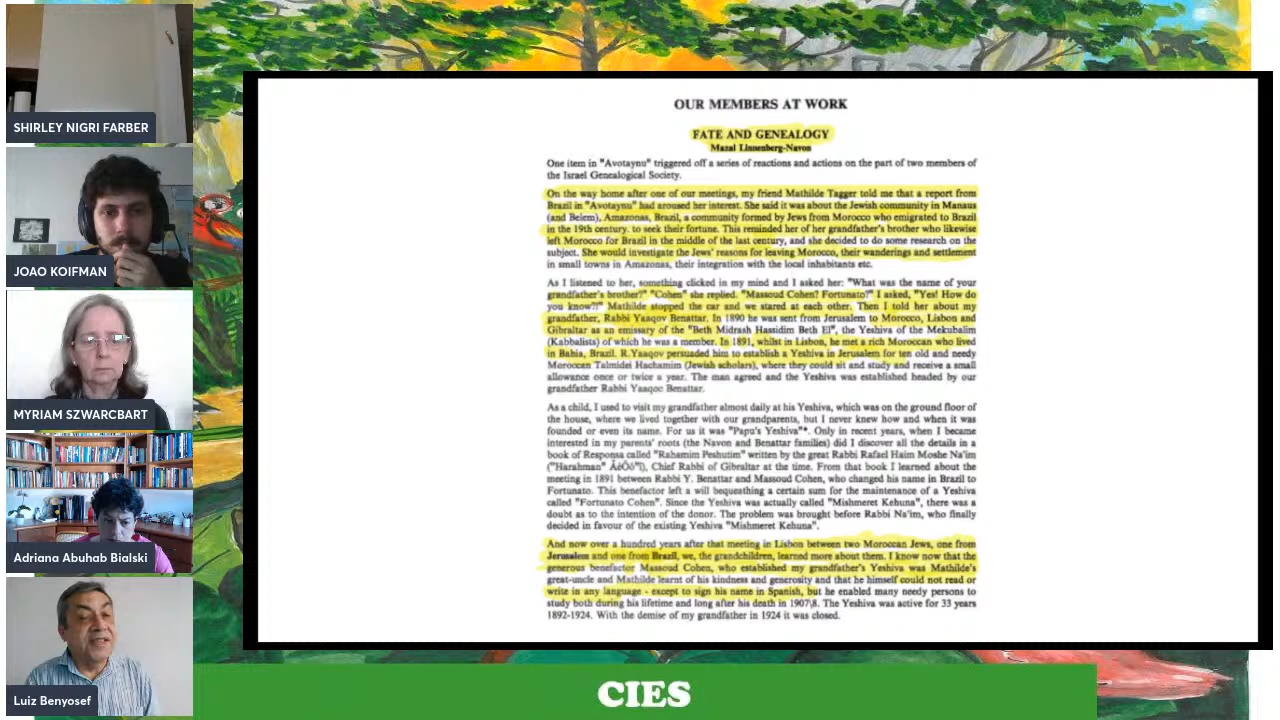 SHIRLEY NIGRI FARBER
JOAO KOIFMAN
MYRIAM SZWARCBART
Adriana Abuhab Bialski
Luiz Benyosef
OUR MEMBERS AT WORK
FATE AND GENEALOGY
Mazal Linnenberg-Navon
One item in "Avotaynu" triggered off a series of reactions and actions on the part of two members of
the Israel Genealogical Society.
On the way home after one of our meetings, my friend Mathilde Tagger told me that a report from
Brazil in "Avotaynu" had aroused her interest. She said it was about the Jewish community in Manaus
(and Belem), Amazonas, Brazil, a community formed by Jews from Morocco who emigrated to Brazil
in the 19th century. to seek their fortune. This reminded her of her grandfather's brother who likewise
left Morocco for Brazil in the middle of the last century, and she decided to do some research on the
subject. She would investigate the Jews' reasons for leaving Morocco, their wanderings and settlement
in small towns in Amazonas, their integration with the local inhabitants etc.
As I listened to her, something clicked in my mind and I asked her: "What was the name of your
grandfather's brother?" "Cohen" she replied. "Massoud Cohen? Fortunato?" I asked, "Yes! How do
you know?!" Mathilde stopped the car and we stared at each other. Then I told her about my
grandfather, Rabbi Yaaqov Benattar. In 1890 he was sent from Jerusalem to Morocco, Lisbon and
Gibraltar as an emissary of the "Beth Midrash Hassidim Beth El", the Yeshiva of the Mekubalim
(Kabbalists) of which he was a member. In 1891, whilst in Lisbon, he met a rich Moroccan who lived
in Bahia, Brazil. R.Yaaqov persuaded him to establish a Yeshiva in Jerusalem for ten old and needy
Moroccan Talmidei Hachamim (Jewish scholars), where they could sit and study and receive a small
allowance once or twice a year. The man agreed and the Yeshiva was established headed by our
grandfather Rabbi Yaaqoc Benattar.
As a child, I used to visit my grandfather almost daily at his Yeshiva, which was on the ground floor of
the house, where we lived together with our grandparents, but I never knew how and when it was
founded or even its name. For us it was "Papu's Yeshiva"*. Only in recent years, when I became
interested in my parents' roots (the Navon and Benattar families) did I discover all the details in a
book of Responsa called "Rahamim Peshutim" written by the great Rabbi Rafael Haim Moshe Na'im
("Harahman" Chief Rabbi of Gibraltar at the time. From that book I learned about the
meeting in 1891 between Rabbi Y. Benattar and Massoud Cohen, who changed his name in Brazil to
Fortunato. This benefactor left a will bequeathing a certain sum for the maintenance of a Yeshiva
called "Fortunato Cohen". Since the Yeshiva was actually called "Mishmeret Kehuna", there was a
doubt as to the intention of the donor. The problem was brought before Rabbi Na'im, who finally
decided in favour of the existing Yeshiva "Mishmeret Kehuna".
And now over a hundred years after that meeting in Lisbon between two Moroccan Jews, one from
Jerusalem and one from Brazil, we, the grandchildren, learned more about them. I know now that the
generous benefactor Massoud Cohen, who established my grandfather's Yeshiva was Mathilde's
great-uncle and Mathilde learnt of his kindness and generosity and that he himself could not read or
write in any language - except to sign his name in Spanish, but he enabled many needy persons to
study both during his lifetime and long after his death in 1907\8. The Yeshiva was active for 33 years
1892-1924. With the demise of my grandfather in 1924 it was closed.
CIES